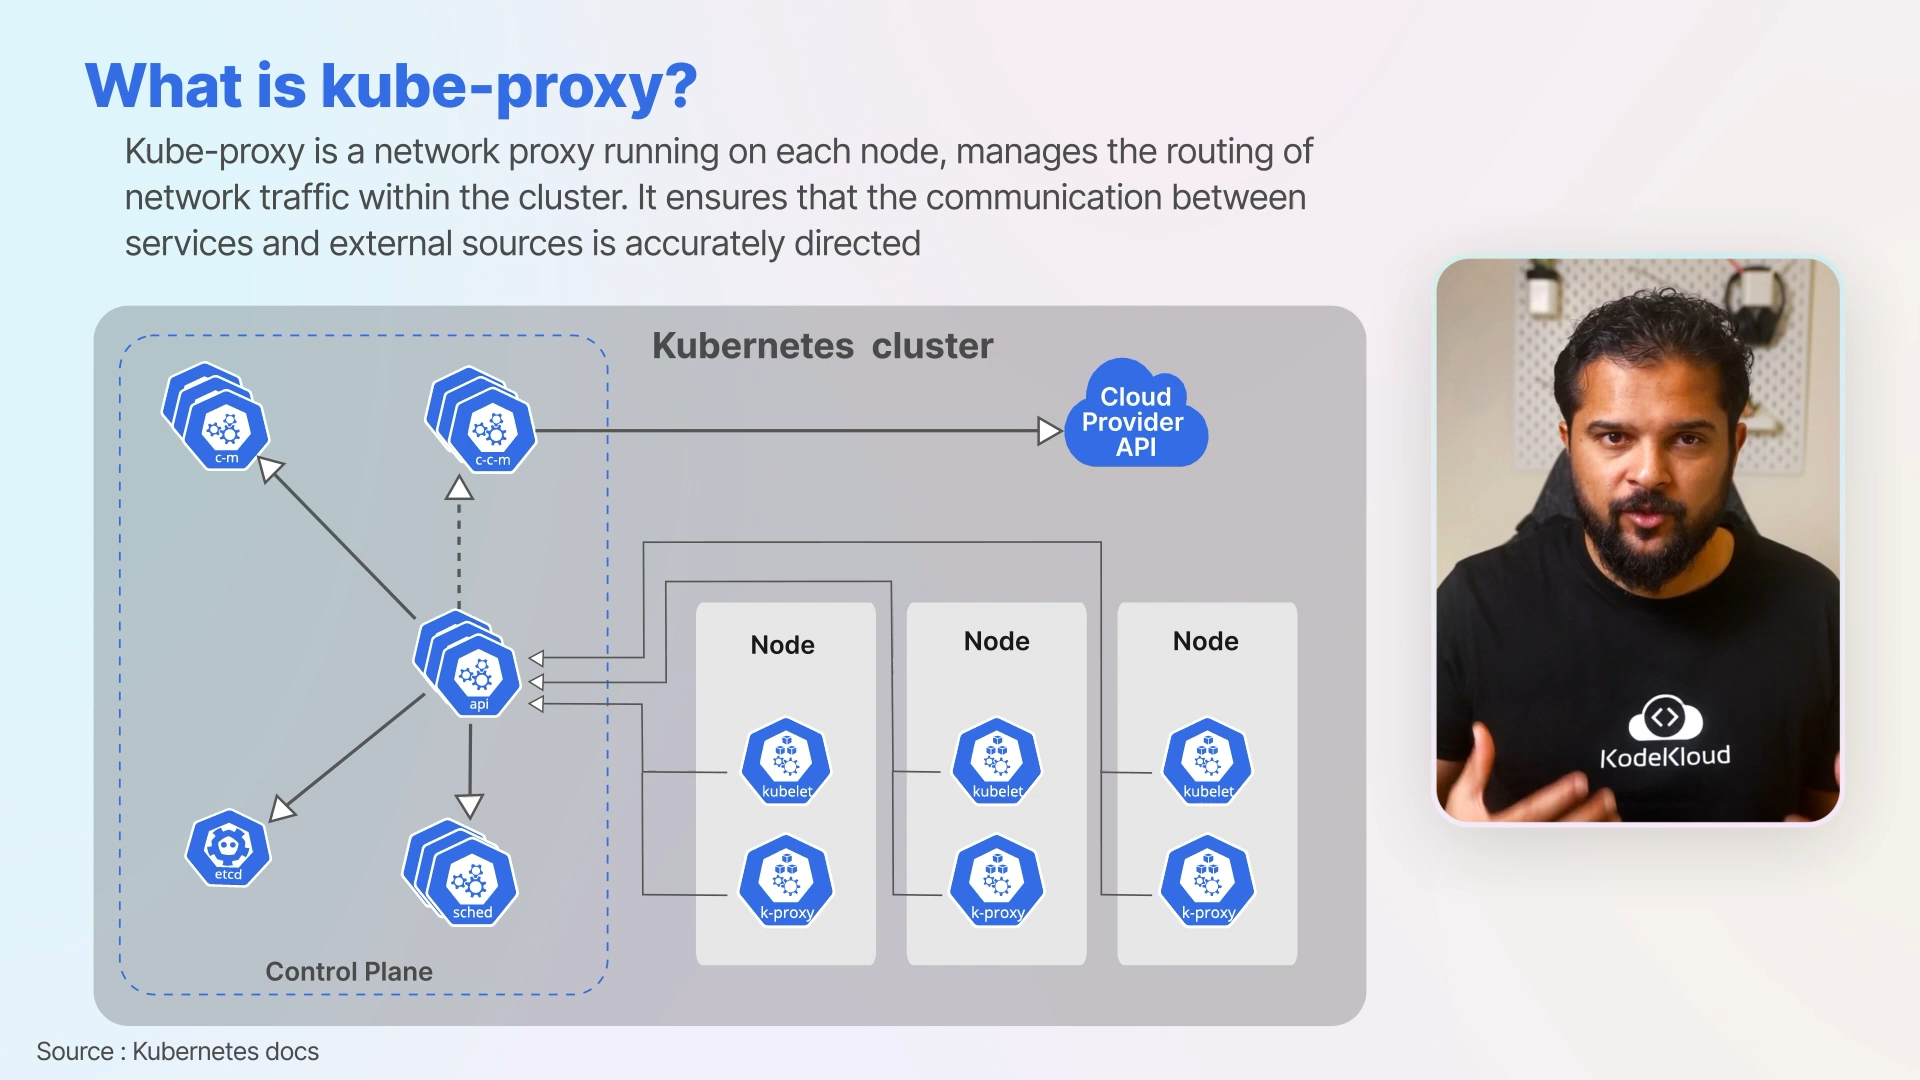 What is kube-proxy?
Kube-proxy is a network proxy running on each node, manages the routing of
network traffic within the cluster. It ensures that the communication between
services and external sources is accurately directed
Kubernetes cluster
c-m
c-c-m
Cloud
Provider
API
api
etcd
sched
Control Plane
Node
kubelet
k-proxy
Node
kubelet
k-proxy
Node
kubelet
k-proxy
KodeKloud
Source : Kubernetes docs